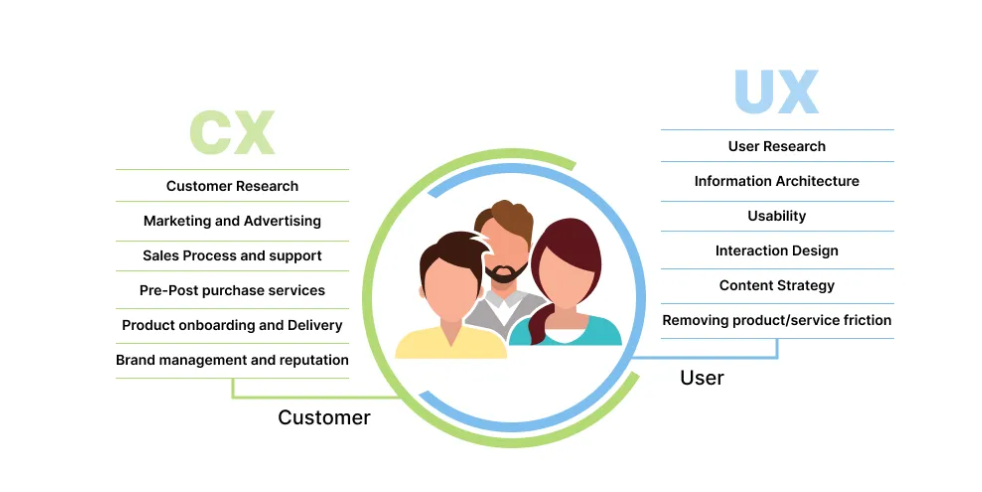 CX
Customer Research
Marketing and Advertising
Sales Process and support
Pre-Post purchase services
Product onboarding and Delivery
Brand management and reputation
Customer
UX
User Research
Information Architecture
Usability
Interaction Design
Content Strategy
Removing product/service friction
User